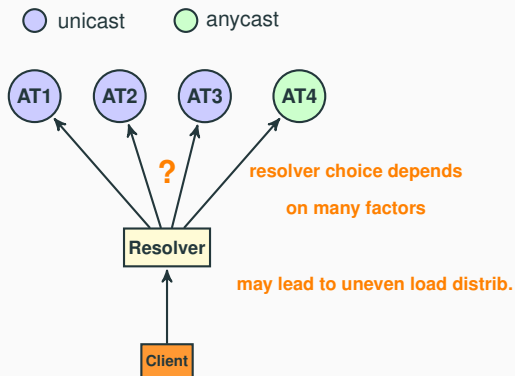 unicast
anycast
AT1
AT2
AT3
AT4
?
resolver choice depends
on many factors
Resolver
may lead to uneven load distrib.
Client